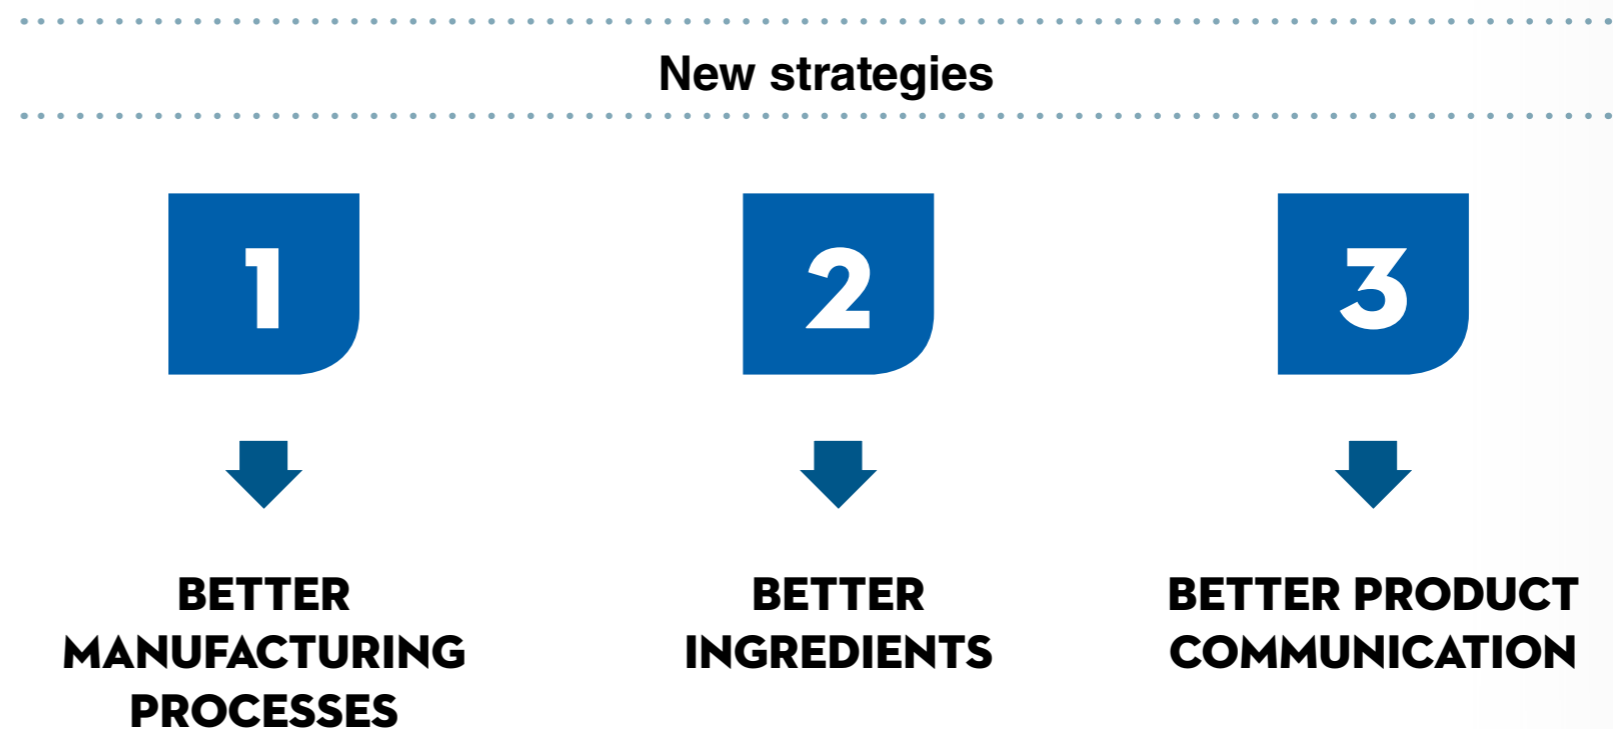 New strategies
1
2
3
BETTER
MANUFACTURING
PROCESSES
BETTER
INGREDIENTS
BETTER PRODUCT
COMMUNICATION